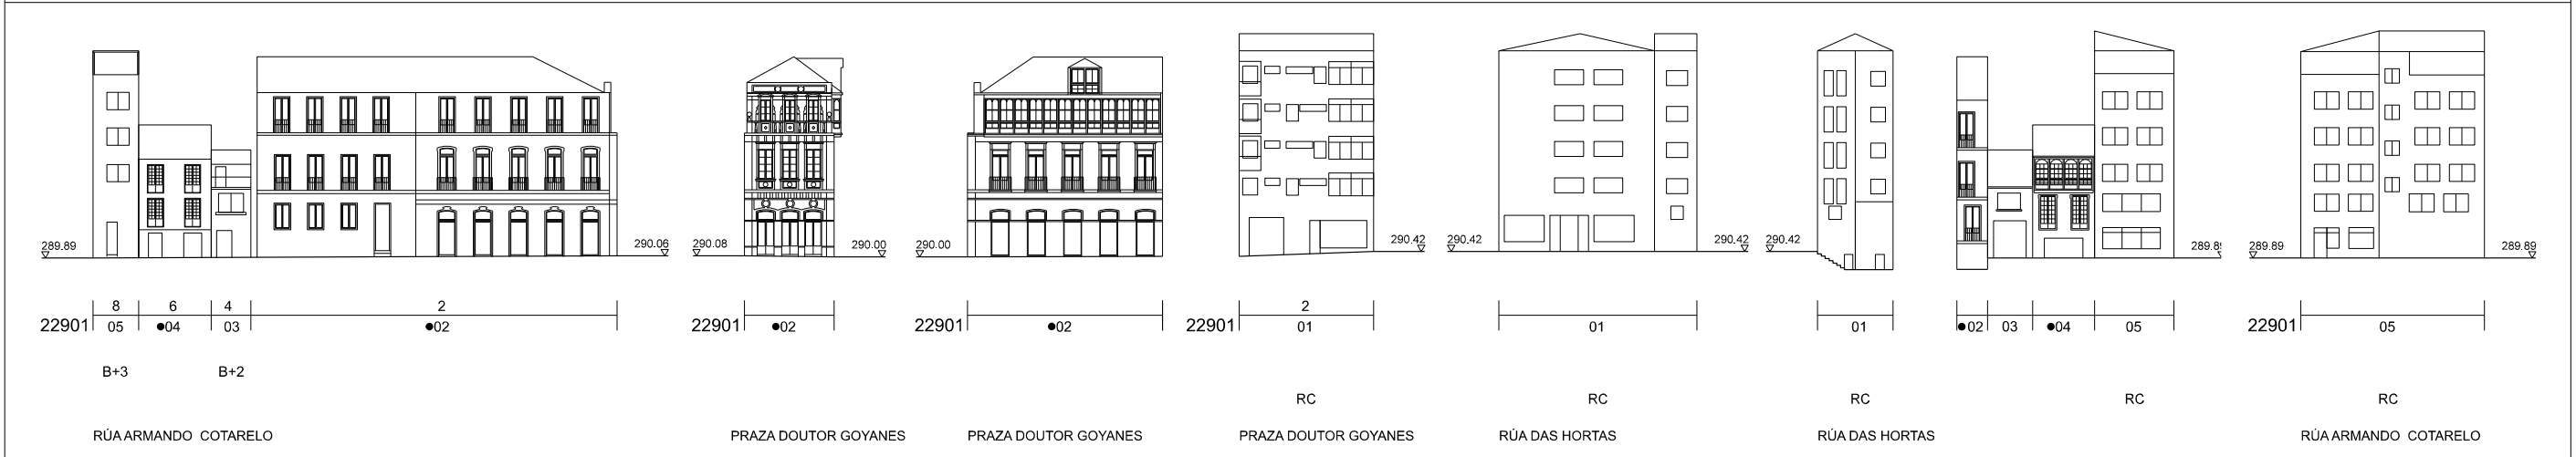 289.89
290.06
290.08
290.00
290.00
290.42
290.42
290.42
290.42
289.89
289.89
8 6 4 2 2
22901 05 ●04 03 ●02
22901 ●02
22901 ●02
22901 01
01
01
●02 03 ●04 05
22901 05
B+3 B+2
RC RC RC RC RC
RÚA ARMANDO COTARELO
PRAZA DOUTOR GOYANES
PRAZA DOUTOR GOYANES
PRAZA DOUTOR GOYANES
RÚA DAS HORTAS
RÚA DAS HORTAS
RÚA ARMANDO COTARELO